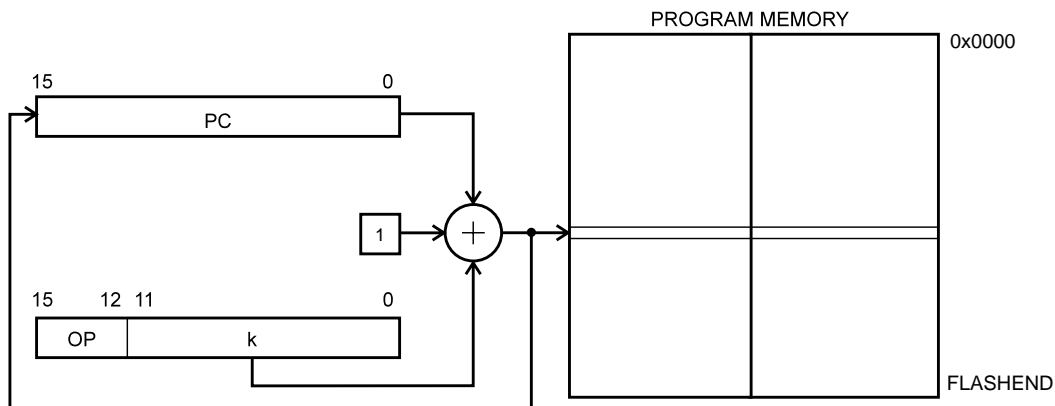 PROGRAM MEMORY
0x0000
15 0
PC
1
+
15 12 11 0
OP k
FLASHEND